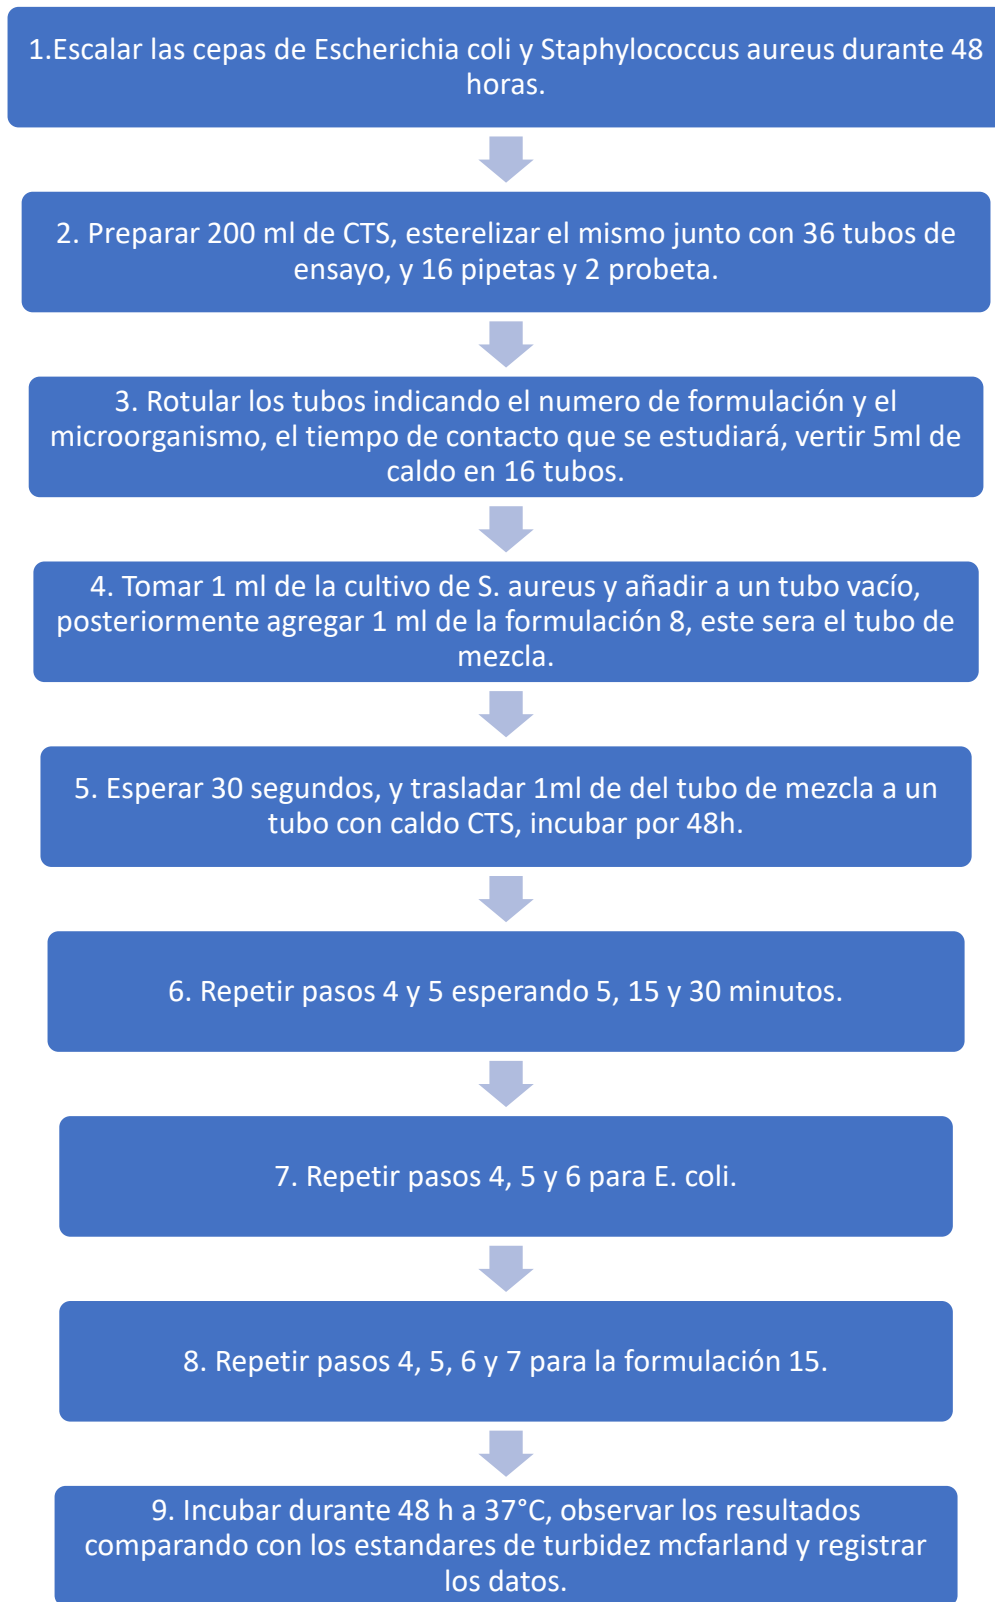 1.Escalar las cepas de Escherichia coli y Staphylococcus aureus durante 48
horas.
2. Preparar 200 ml de CTS, esterelizar el mismo junto con 36 tubos de
ensayo, y 16 pipetas y 2 probeta.
3. Rotular los tubos indicando el numero de formulación y el
microorganismo, el tiempo de contacto que se estudiará, vertir 5ml de
caldo en 16 tubos.
4. Tomar 1 ml de la cultivo de S. aureus y añadir a un tubo vacío,
posteriormente agregar 1 ml de la formulación 8, este sera el tubo de
mezcla.
5. Esperar 30 segundos, y trasladar 1ml de del tubo de mezcla a un
tubo con caldo CTS, incubar por 48h.
6. Repetir pasos 4 y 5 esperando 5, 15 y 30 minutos.
7. Repetir pasos 4, 5 y 6 para E. coli.
8. Repetir pasos 4, 5, 6 y 7 para la formulación 15.
9. Incubar durante 48 h a 37°C, observar los resultados
comparando con los estandares de turbidez mcfarland y registrar
los datos.